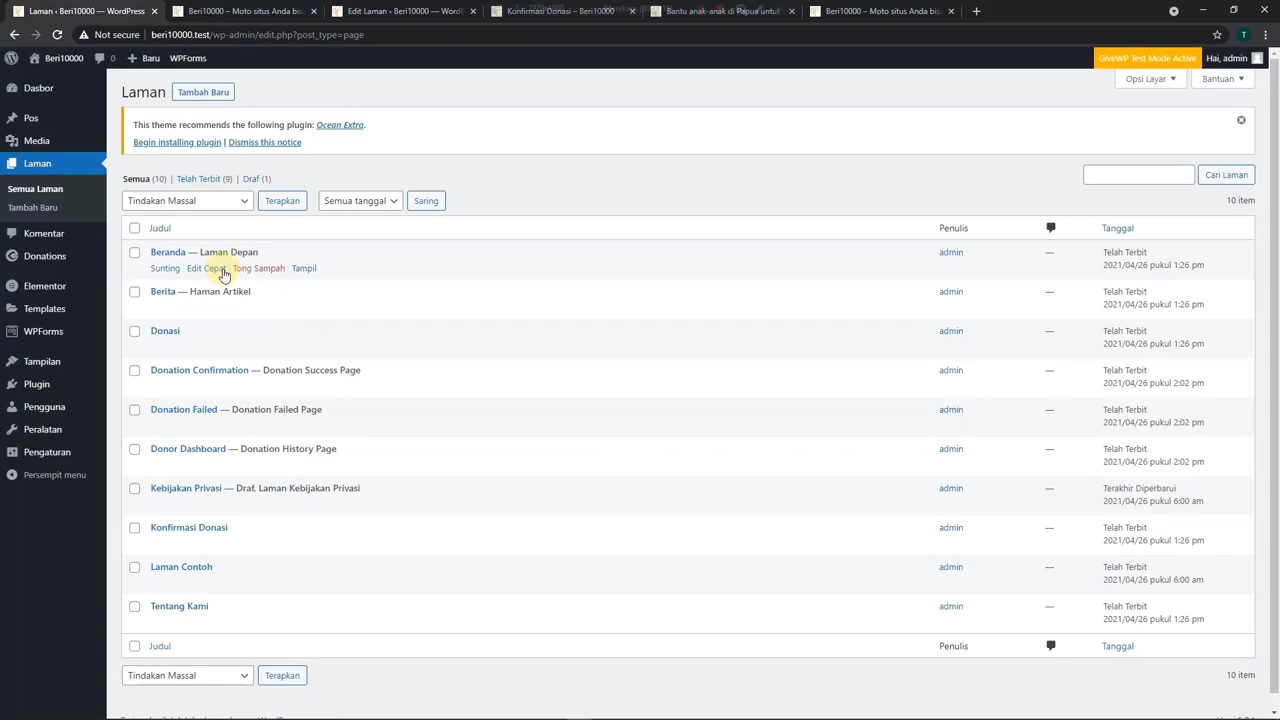 Laman ‹ Beri10000 — WordPress
Beri10000 – Moto situs Anda bisa
Edit Laman ‹ Beri10000 — WordP
Konfirmasi Donasi – Beri10000
Bantu anak-anak di Papua untuk
Beri10000 – Moto situs Anda bisa
Not secure
beri10000.test/wp-admin/edit.php?post_type=page
T
Beri10000
0
Baru
WPForms
GiveWP Test Mode Active
Hai, admin
Dasbor
Pos
Media
Laman
Semua Laman
Tambah Baru
Komentar
Donations
Elementor
Templates
WPForms
Tampilan
Plugin
Pengguna
Peralatan
Pengaturan
Persempit menu
Opsi Layar
Bantuan
Laman
Tambah Baru
This theme recommends the following plugin: Ocean Extra.
Begin installing plugin | Dismiss this notice
Semua (10) | Telah Terbit (9) | Draf (1)
Cari Laman
Tindakan Massal
Terapkan
Semua tanggal
Saring
10 item
Judul Penulis Tanggal
Beranda — Laman Depan admin — Telah Terbit
2021/04/26 pukul 1:26 pm
Sunting | Edit Cepat | Tong Sampah | Tampil
Berita — Haman Artikel admin — Telah Terbit
2021/04/26 pukul 1:26 pm
Donasi admin — Telah Terbit
2021/04/26 pukul 1:26 pm
Donation Confirmation — Donation Success Page admin — Telah Terbit
2021/04/26 pukul 2:02 pm
Donation Failed — Donation Failed Page admin — Telah Terbit
2021/04/26 pukul 2:02 pm
Donor Dashboard — Donation History Page admin — Telah Terbit
2021/04/26 pukul 2:02 pm
Kebijakan Privasi — Draf, Laman Kebijakan Privasi admin — Terakhir Diperbarui
2021/04/26 pukul 6:00 am
Konfirmasi Donasi admin — Telah Terbit
2021/04/26 pukul 1:26 pm
Laman Contoh admin — Telah Terbit
2021/04/26 pukul 6:00 am
Tentang Kami admin — Telah Terbit
2021/04/26 pukul 1:26 pm
Judul Penulis Tanggal
Tindakan Massal
Terapkan
10 item